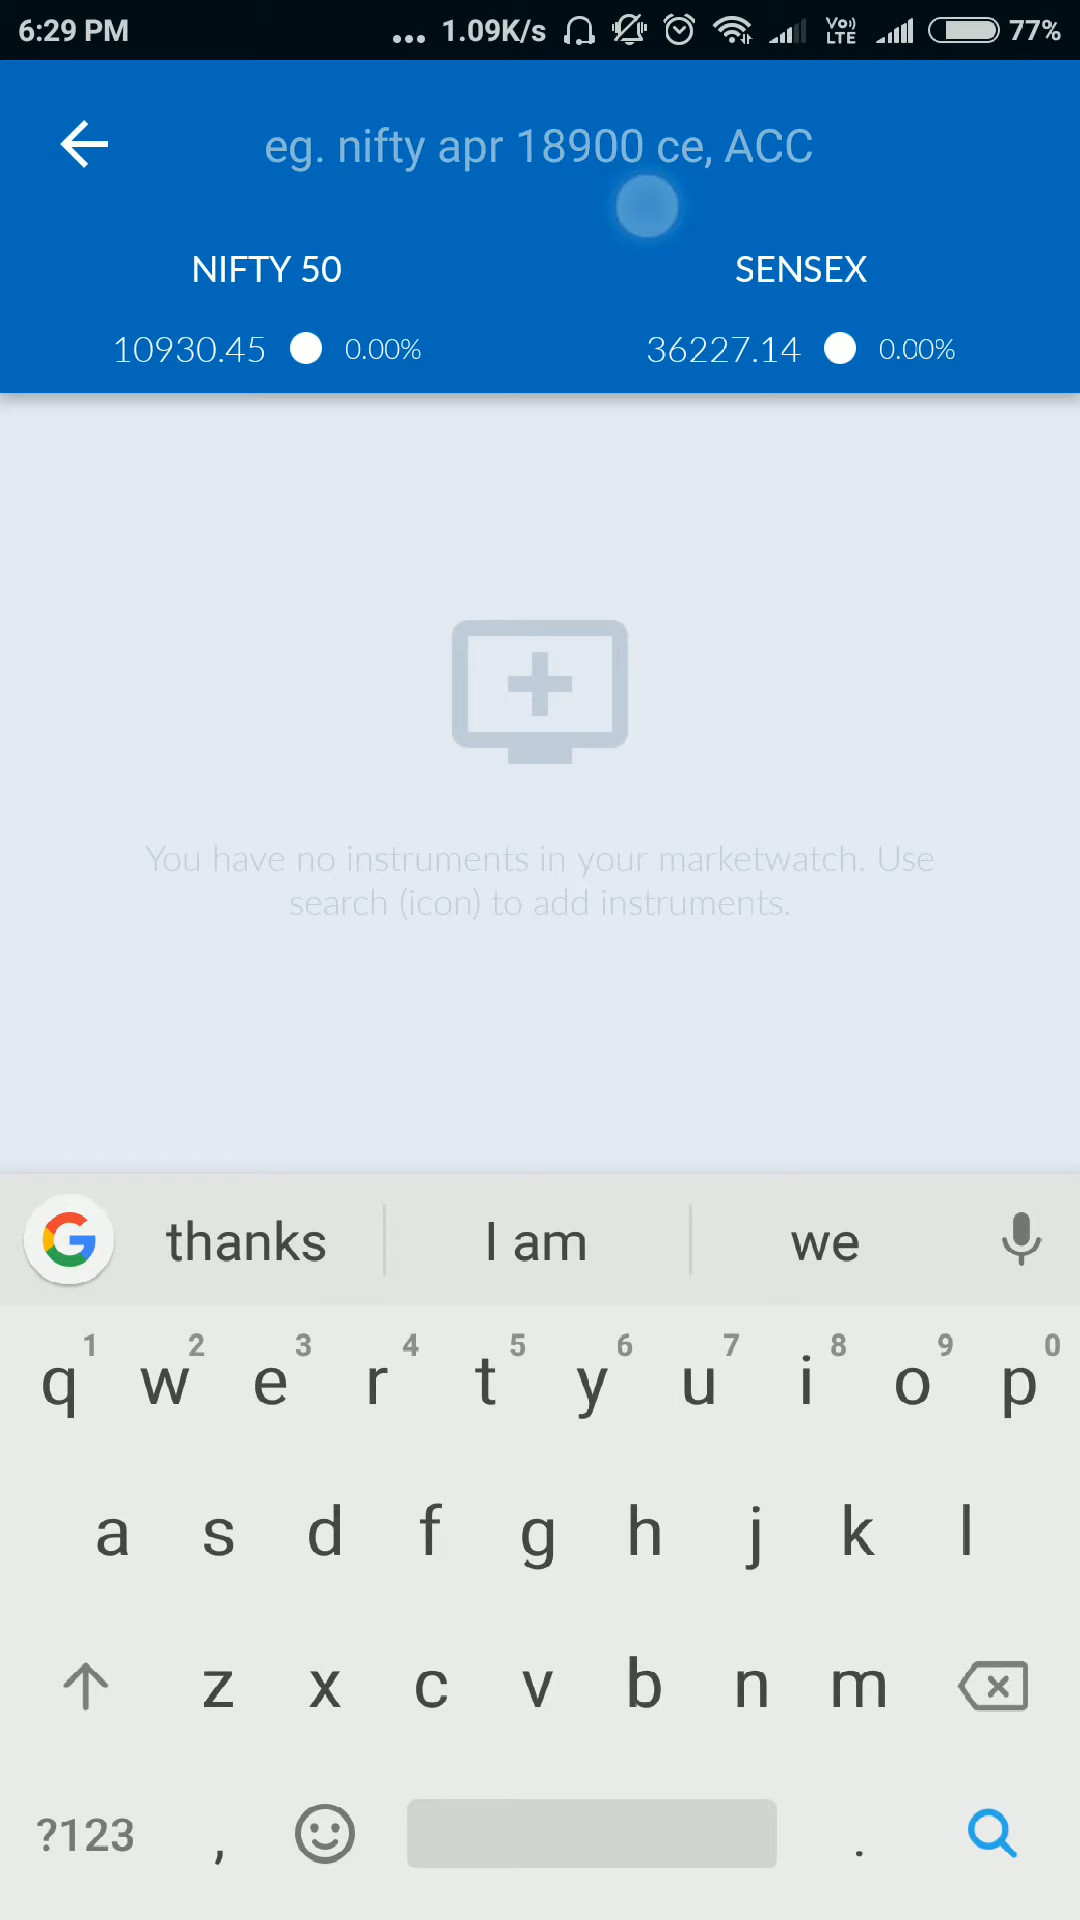 6:29 PM ... 1.09K/s VoLTE 77%
eg. nifty apr 18900 ce, ACC
NIFTY 50 SENSEX
10930.45 0.00% 36227.14 0.00%
You have no instruments in your marketwatch. Use
search (icon) to add instruments.
G thanks I am we
1 2 3 4 5 6 7 8 9 0
q w e r t y u i o p
a s d f g h j k l
z x c v b n m
?123 , .